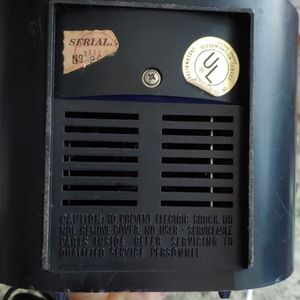 SERIAL.
Nº
UL
CAUTION: TO PREVENT ELECTRIC SHOCK, DO
NOT REMOVE COVER. NO USER - SERVICEABLE
PARTS INSIDE. REFER SERVICING TO
QUALIFIED SERVICE PERSONNEL.